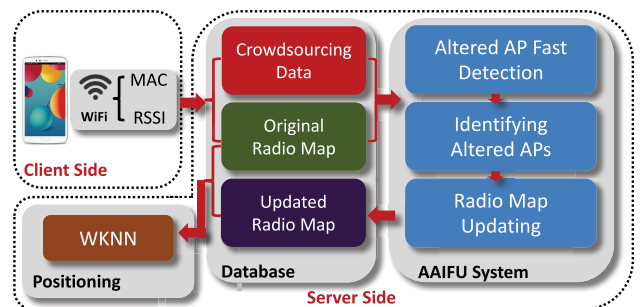 WiFi
MAC
RSSI
Client Side
Crowdsourcing
Data
Original
Radio Map
Updated
Radio Map
Database
Altered AP Fast
Detection
Identifying
Altered APs
Radio Map
Updating
AAIFU System
WKNN
Positioning
Server Side